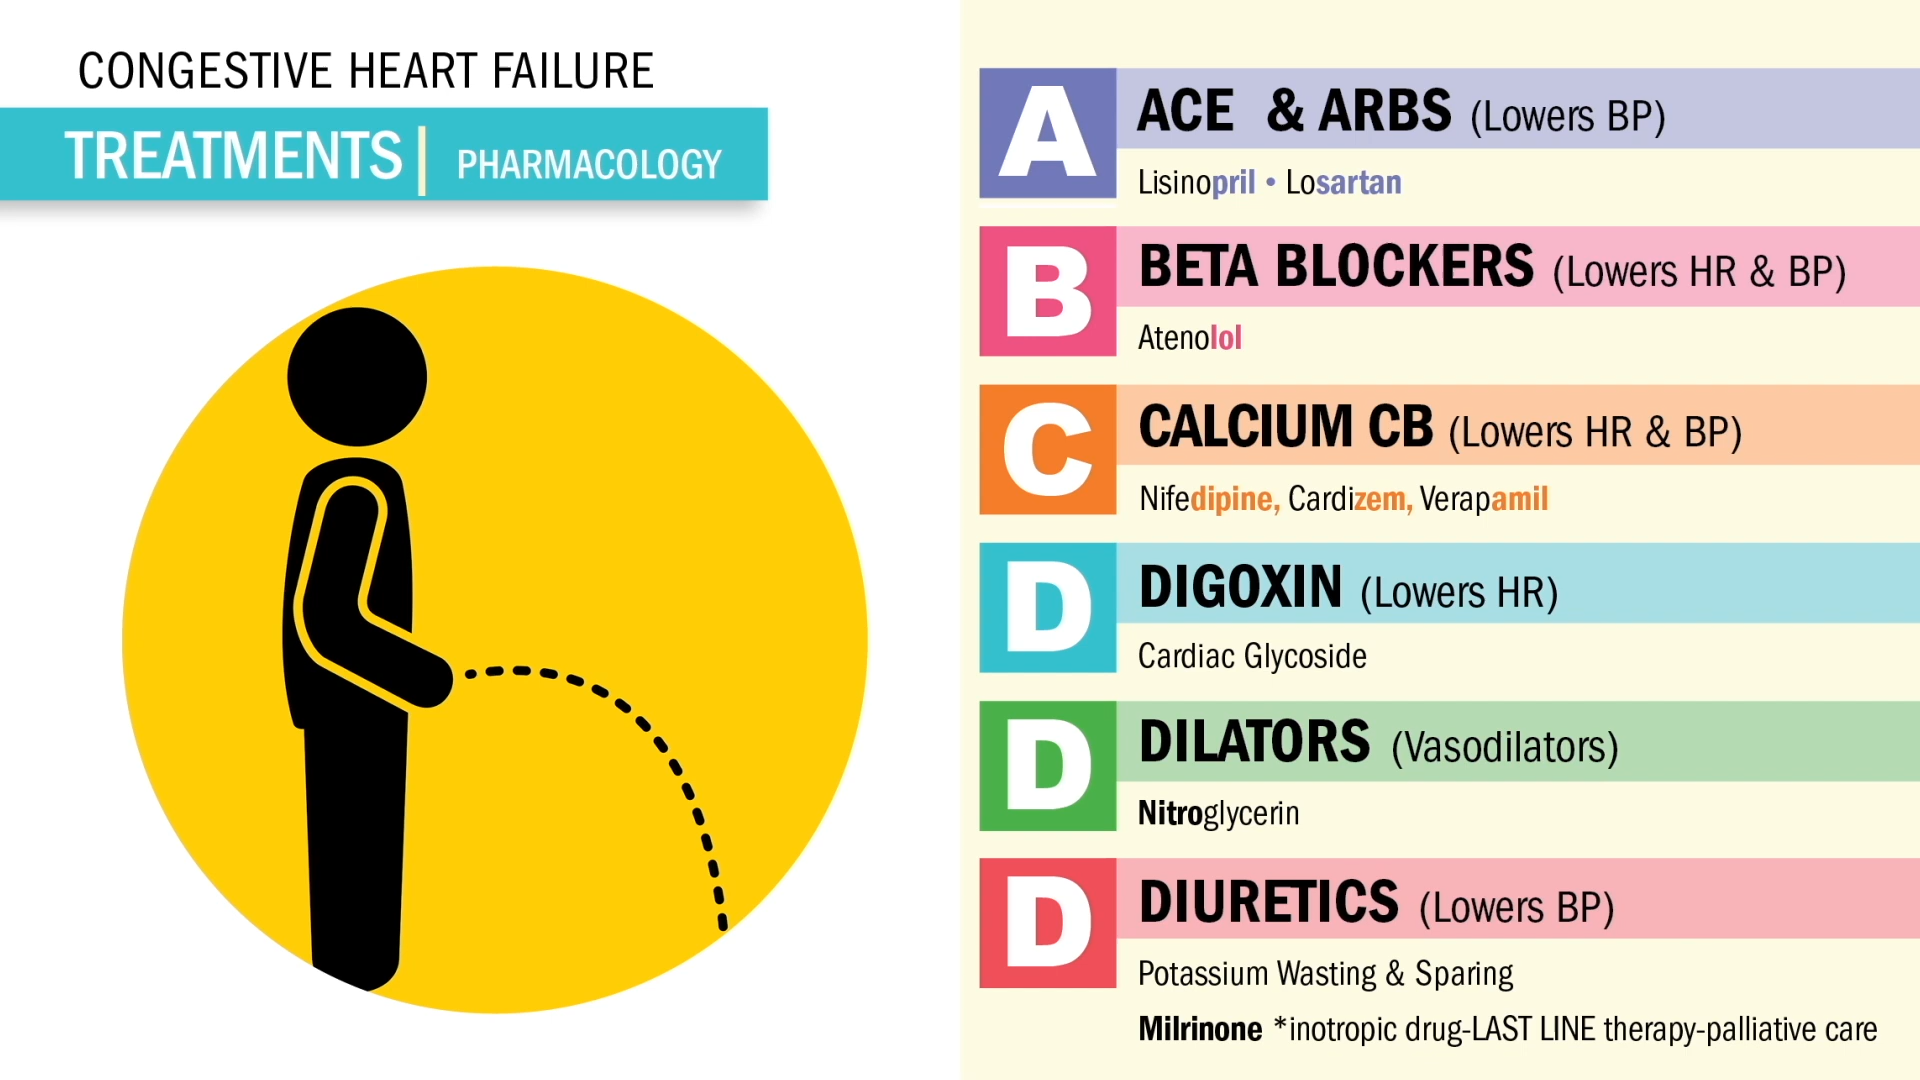 CONGESTIVE HEART FAILURE
TREATMENTS| PHARMACOLOGY
A ACE & ARBS (Lowers BP)
Lisinopril • Losartan
B BETA BLOCKERS (Lowers HR & BP)
Atenolol
C CALCIUM CB (Lowers HR & BP)
Nifedipine, Cardizem, Verapamil
D DIGOXIN (Lowers HR)
Cardiac Glycoside
D DILATORS (Vasodilators)
Nitroglycerin
D DIURETICS (Lowers BP)
Potassium Wasting & Sparing
Milrinone *inotropic drug-LAST LINE therapy-palliative care